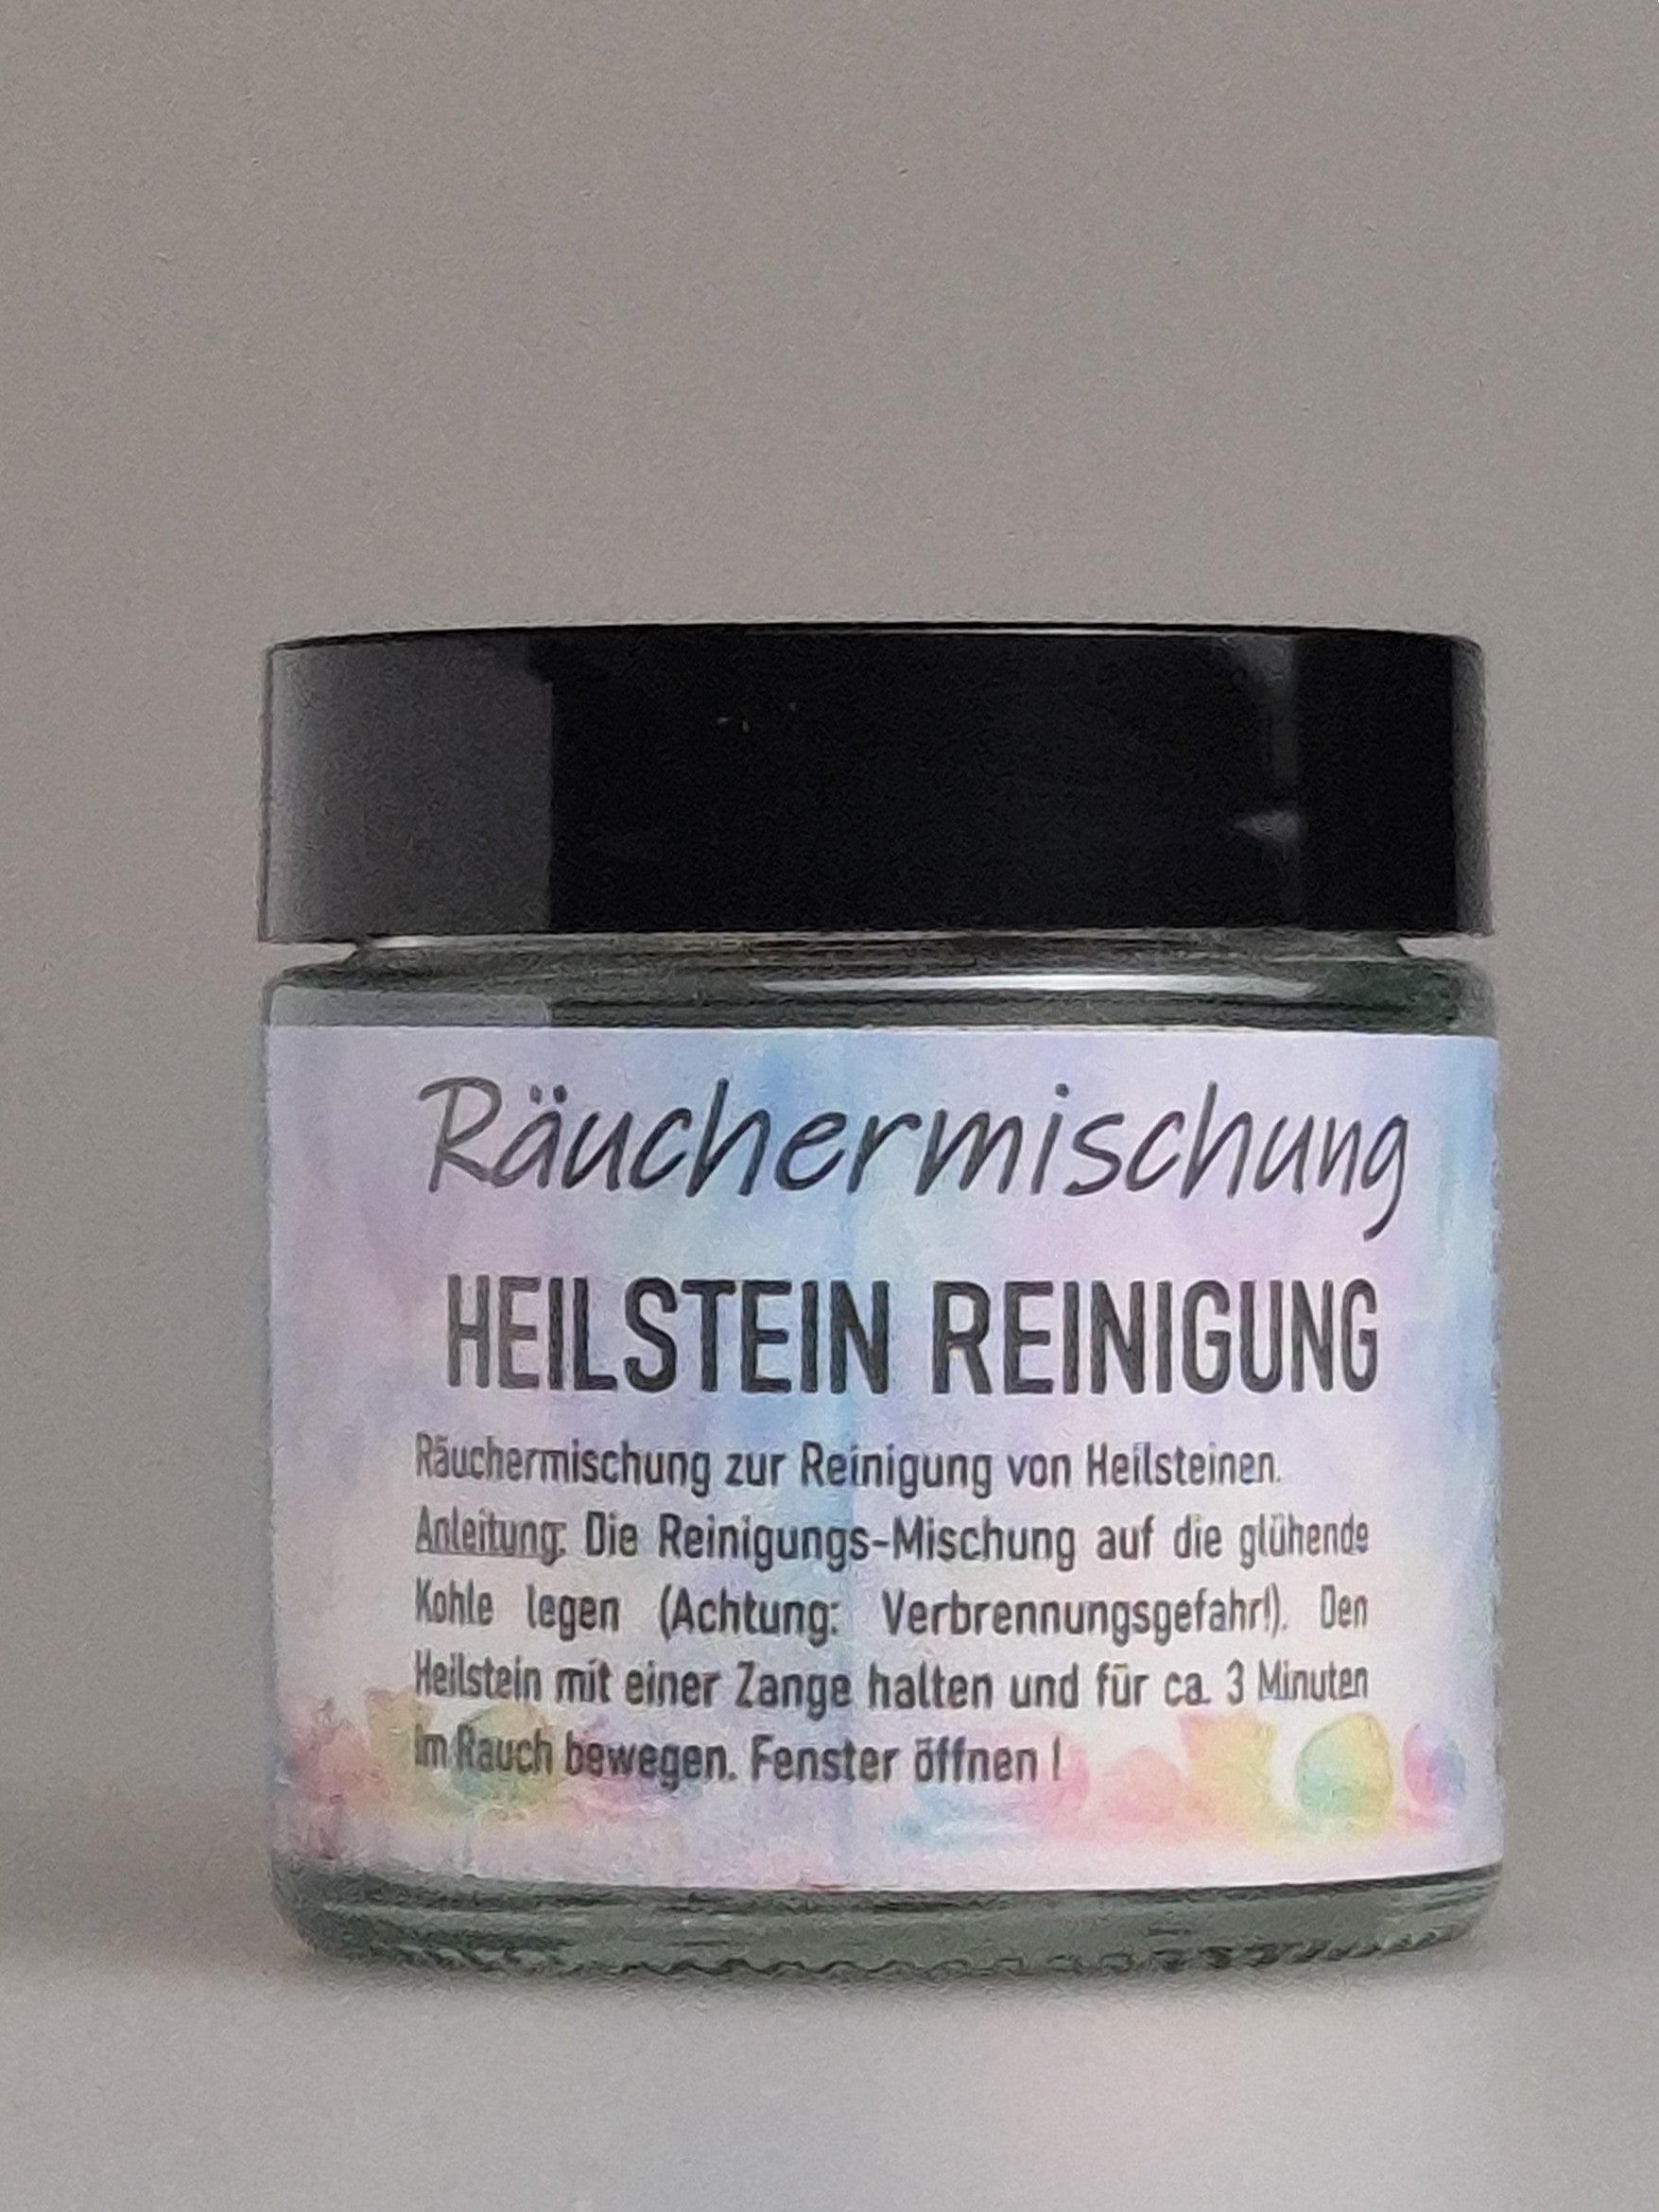 Räuchermischung
HEILSTEIN REINIGUNG
Räuchermischung zur Reinigung von Heilsteinen.
Anleitung: Die Reinigungs-Mischung auf die glühende
Kohle legen (Achtung: Verbrennungsgefahr!). Den
Heilstein mit einer Zange halten und für ca. 3 Minuten
im Rauch bewegen. Fenster öffnen !